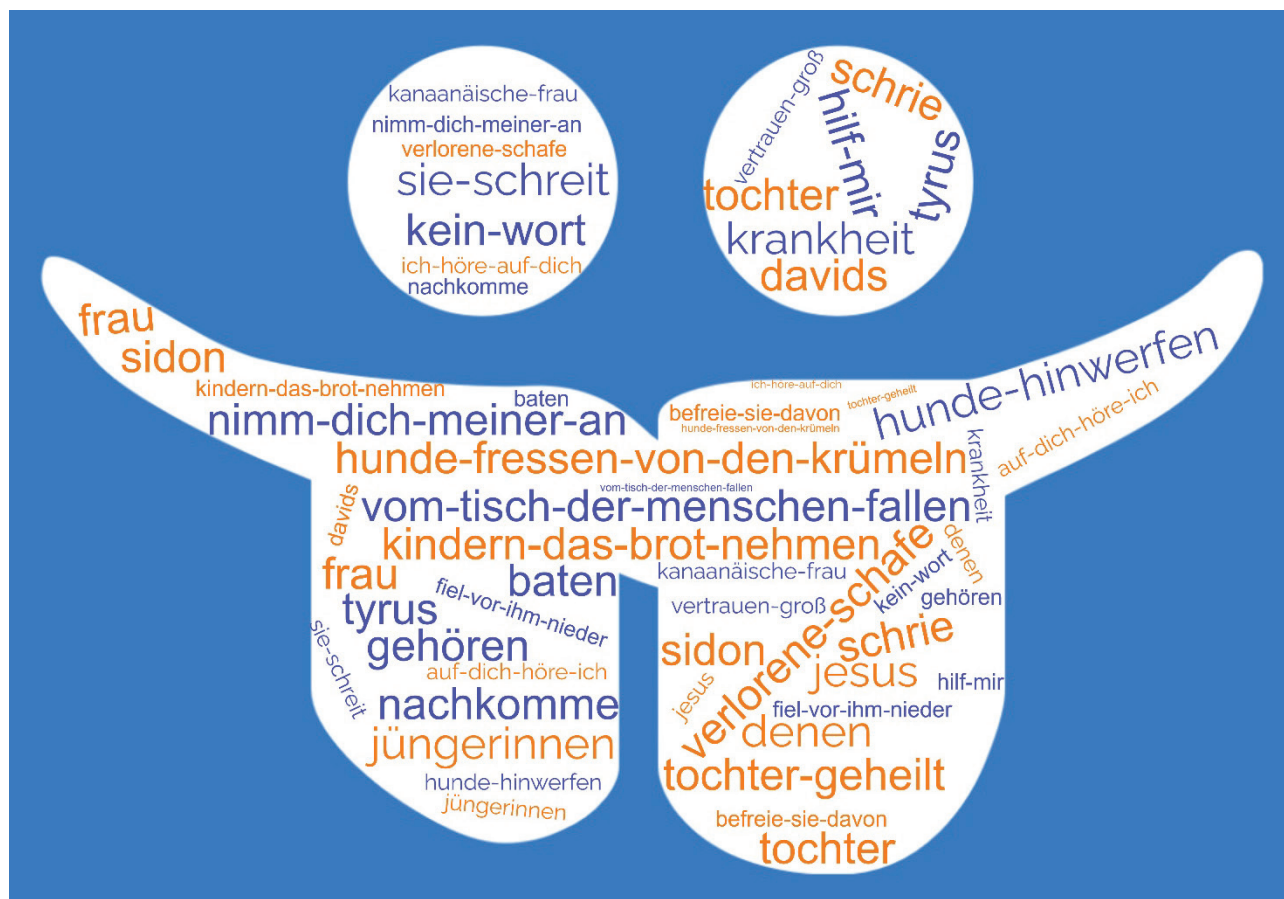 kanaanäische-frau
nimm-dich-meiner-an
verlorene-schafe
sie-schreit
kein-wort
ich-höre-auf-dich
nachkomme
schrie
vertrauen-groß
hilf-mir
tyrus
tochter
krankheit
davids
frau
sidon
kindern-das-brot-nehmen
baten
nimm-dich-meiner-an
ich-höre-auf-dich
befreie-sie-davon
tochter-geheilt
hunde-fressen-von-den-krümeln
hunde-hinwerfen
auf-dich-höre-ich
krankheit
hunde-fressen-von-den-krümeln
vom-tisch-der-menschen-fallen
vom-tisch-der-menschen-fallen
davids
kindern-das-brot-nehmen
frau
baten
fiel-vor-ihm-nieder
tyrus
gehören
sie-schreit
auf-dich-höre-ich
nachkomme
jüngerinnen
hunde-hinwerfen
jüngerinnen
kanaanäische-frau
denen
vertrauen-groß
verlorene-schafe
kein-wort
gehören
sidon
schrie
jesus
jesus
hilf-mir
fiel-vor-ihm-nieder
denen
tochter-geheilt
befreie-sie-davon
tochter